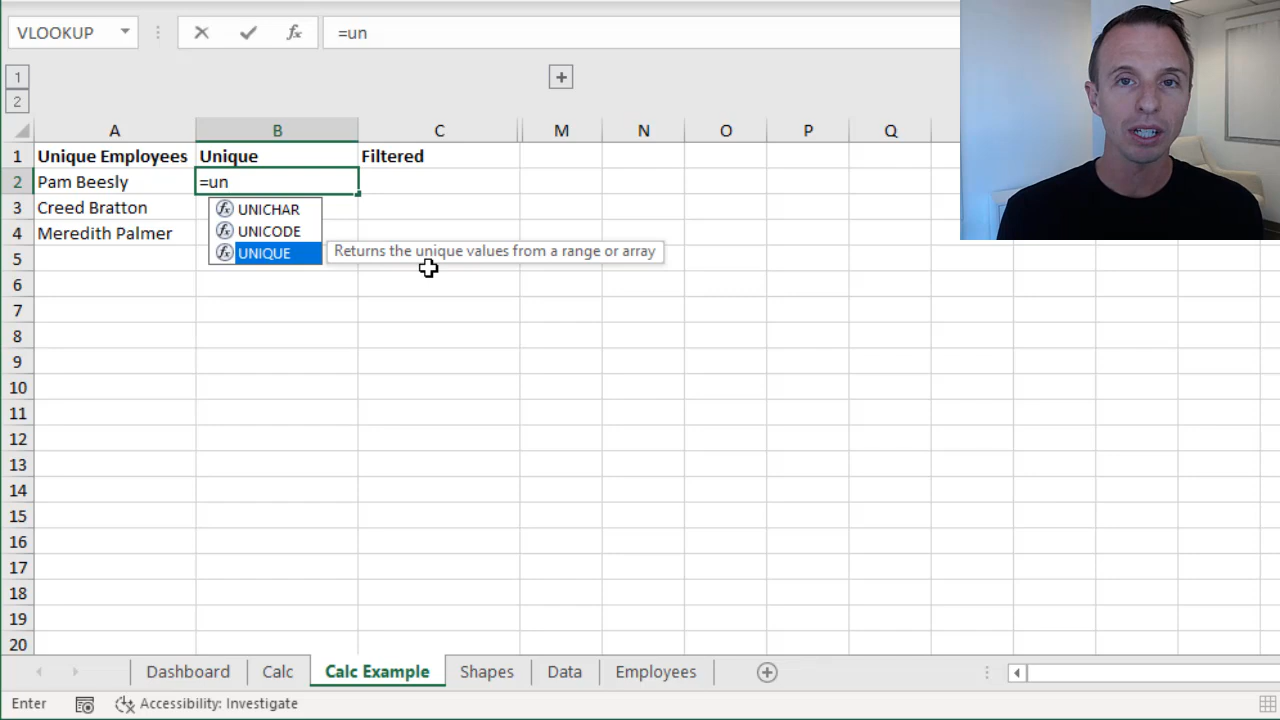 VLOOKUP =un
1
2
A B C M N O P Q
1 Unique Employees Unique Filtered
2 Pam Beesly =un
3 Creed Bratton UNICHAR
4 Meredith Palmer UNICODE
5 UNIQUE Returns the unique values from a range or array
6
7
8
9
10
11
12
13
14
15
16
17
18
19
20
Dashboard Calc Calc Example Shapes Data Employees
Enter Accessibility: Investigate